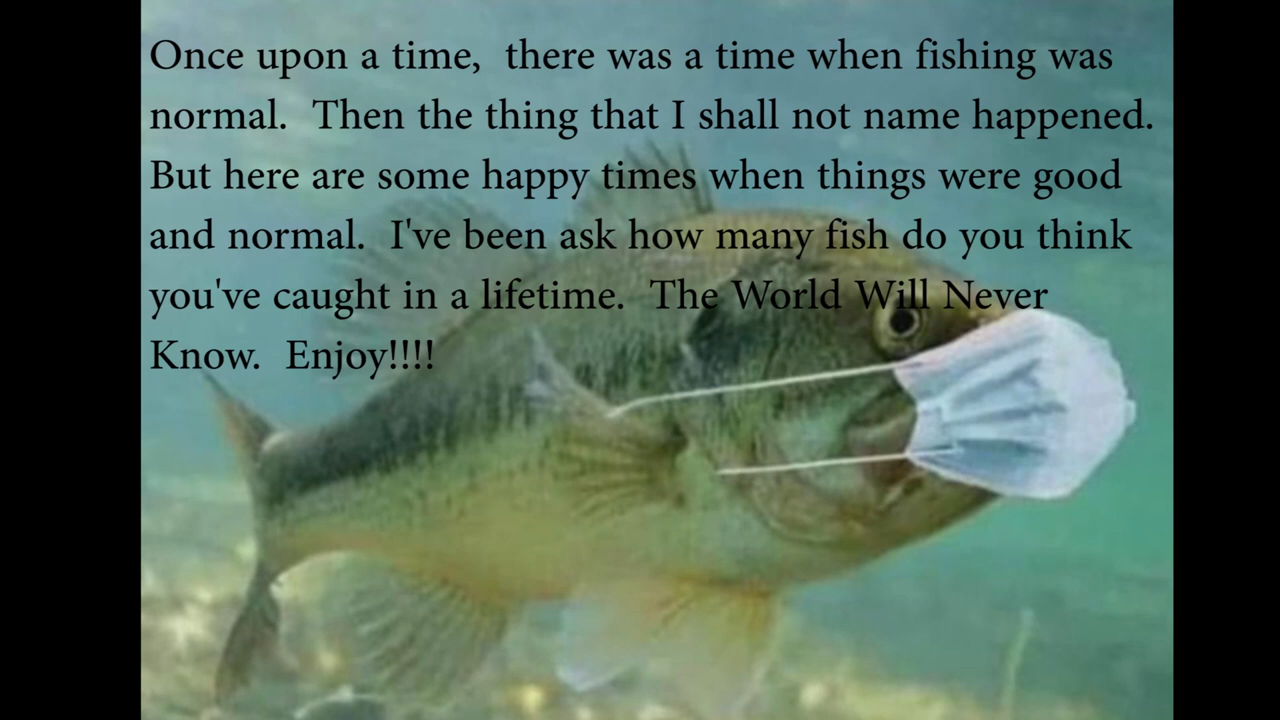 Once upon a time,  there was a time when fishing was
normal.  Then the thing that I shall not name happened.
But here are some happy times when things were good
and normal.  I've been ask how many fish do you think
you've caught in a lifetime.  The World Will Never
Know.  Enjoy!!!!